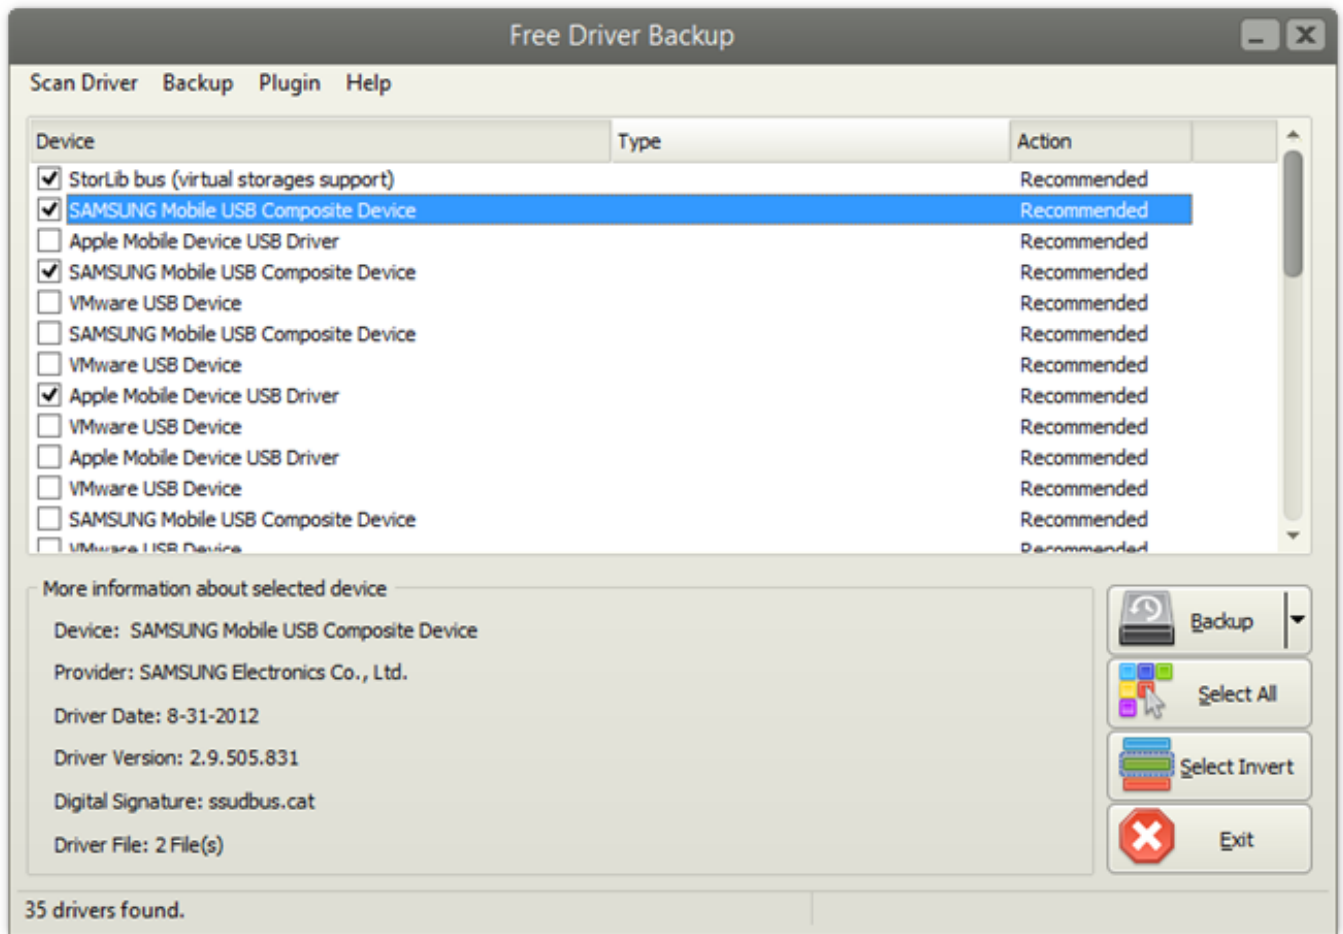 Free Driver Backup
Scan Driver Backup Plugin Help
Device Type Action
StorLib bus (virtual storages support) Recommended
SAMSUNG Mobile USB Composite Device Recommended
Apple Mobile Device USB Driver Recommended
SAMSUNG Mobile USB Composite Device Recommended
VMware USB Device Recommended
SAMSUNG Mobile USB Composite Device Recommended
VMware USB Device Recommended
Apple Mobile Device USB Driver Recommended
VMware USB Device Recommended
Apple Mobile Device USB Driver Recommended
VMware USB Device Recommended
SAMSUNG Mobile USB Composite Device Recommended
VMware USB Device Recommended
More information about selected device
Device: SAMSUNG Mobile USB Composite Device
Provider: SAMSUNG Electronics Co., Ltd.
Driver Date: 8-31-2012
Driver Version: 2.9.505.831
Digital Signature: ssudbus.cat
Driver File: 2 File(s)
Backup
Select All
Select Invert
Exit
35 drivers found.